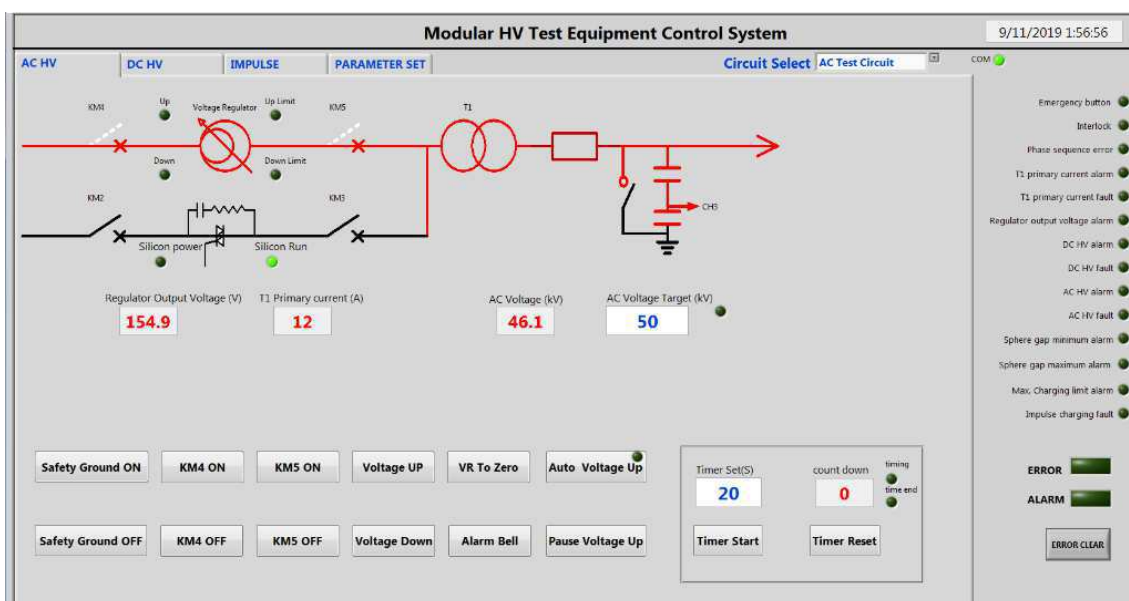 Modular HV Test Equipment Control System
9/11/2019 1:56:56
AC HV
DC HV
IMPULSE
PARAMETER SET
Circuit Select
AC Test Circuit
COM
KM4
Up
Voltage Regulator
Up Limit
KM5
T1
Down
Down Limit
KM2
KM3
CH3
Silicon power
Silicon Run
Regulator Output Voltage (V)
T1 Primary current (A)
AC Voltage (kV)
AC Voltage Target (kV)
154.9
12
46.1
50
Emergency button
Interlock
Phase sequence error
T1 primary current alarm
T1 primary current fault
Regulator output voltage alarm
DC HV alarm
DC HV fault
AC HV alarm
AC HV fault
Sphere gap minimum alarm
Sphere gap maximum alarm
Max. Charging limit alarm
Impulse charging fault
Safety Ground ON
KM4 ON
KM5 ON
Voltage UP
VR To Zero
Auto Voltage Up
Safety Ground OFF
KM4 OFF
KM5 OFF
Voltage Down
Alarm Bell
Pause Voltage Up
Timer Set(S)
count down
timing
20
0
time end
Timer Start
Timer Reset
ERROR
ALARM
ERROR CLEAR